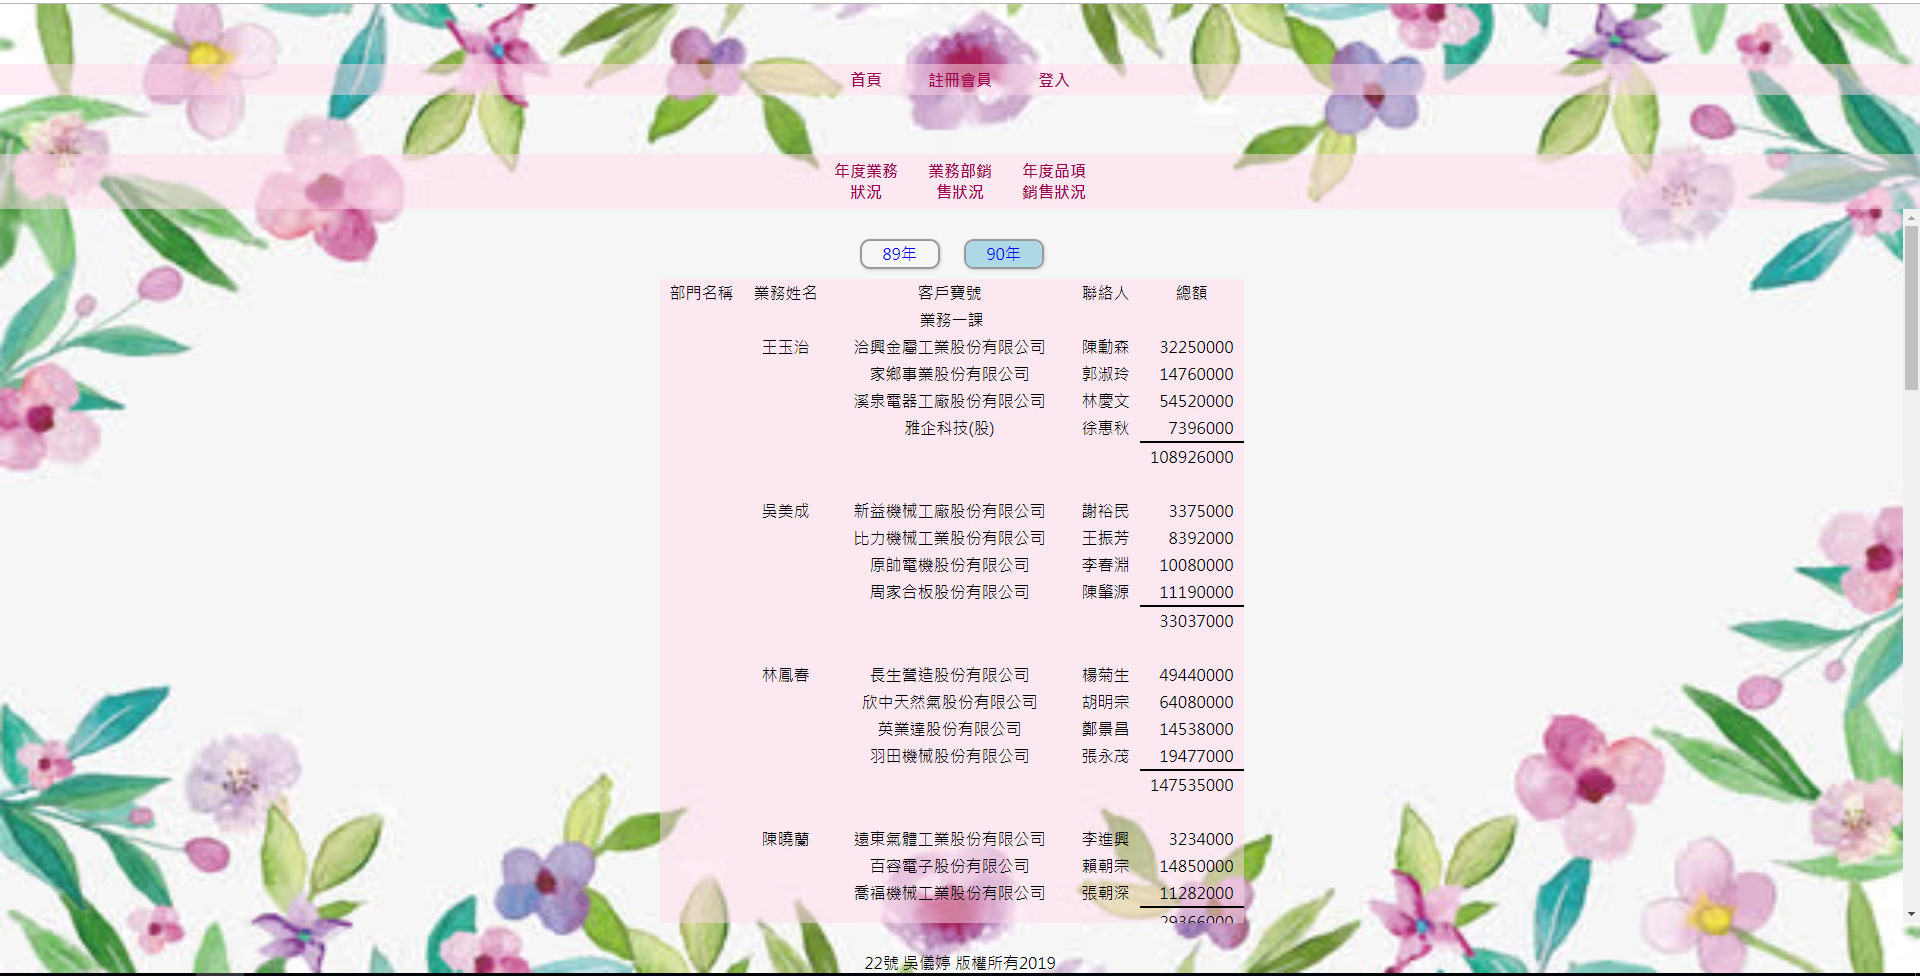 首頁 註冊會員 登入
年度業務 業務部銷 年度品項
狀況 售狀況 銷售狀況
89年 90年
部門名稱 業務姓名 客戶寶號 聯絡人 總額
業務一課
王玉治 洽興金屬工業股份有限公司 陳勳森 32250000
家鄉事業股份有限公司 郭淑玲 14760000
溪泉電器工廠股份有限公司 林慶文 54520000
雅企科技(股) 徐惠秋 7396000
108926000
吳美成 新益機械工廠股份有限公司 謝裕民 3375000
比力機械工業股份有限公司 王振芳 8392000
原帥電機股份有限公司 李春淵 10080000
周家合板股份有限公司 陳肇源 11190000
33037000
林鳳春 長生營造股份有限公司 楊菊生 49440000
欣中天然氣股份有限公司 胡明宗 64080000
英業達股份有限公司 鄭景昌 14538000
羽田機械股份有限公司 張永茂 19477000
147535000
陳曉蘭 遠東氣體工業股份有限公司 李進興 3234000
百容電子股份有限公司 賴朝宗 14850000
喬福機械工業股份有限公司 張朝深 11282000
29366000
22號 吳儀婷 版權所有2019